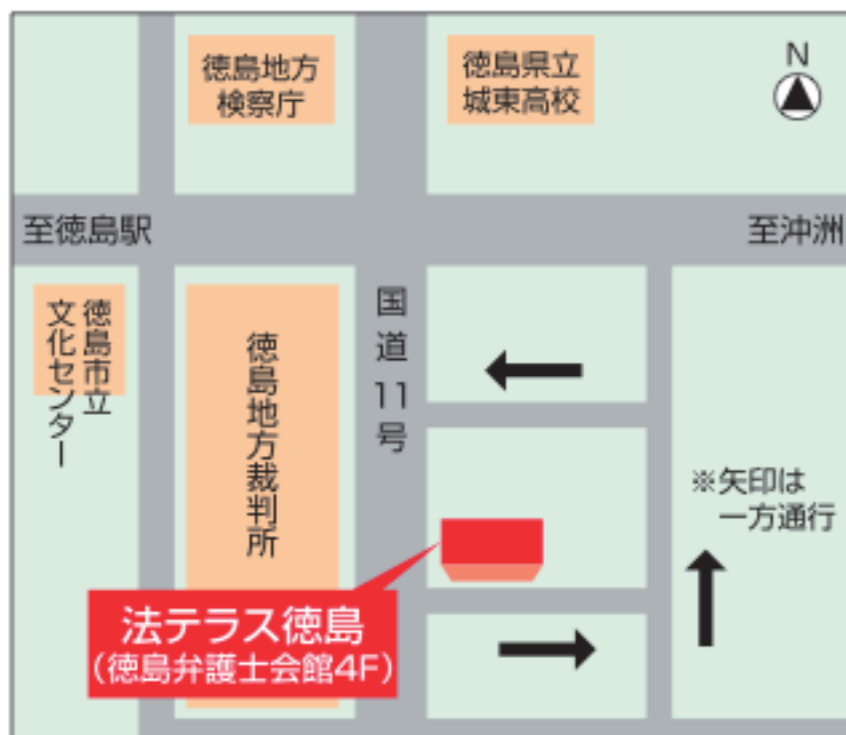 徳島地方
検察庁
徳島県立
城東高校
N
至徳島駅
至沖洲
徳島市立
文化センター
徳島地方裁判所
国道11号
※矢印は
一方通行
法テラス徳島
(徳島弁護士会館4F)